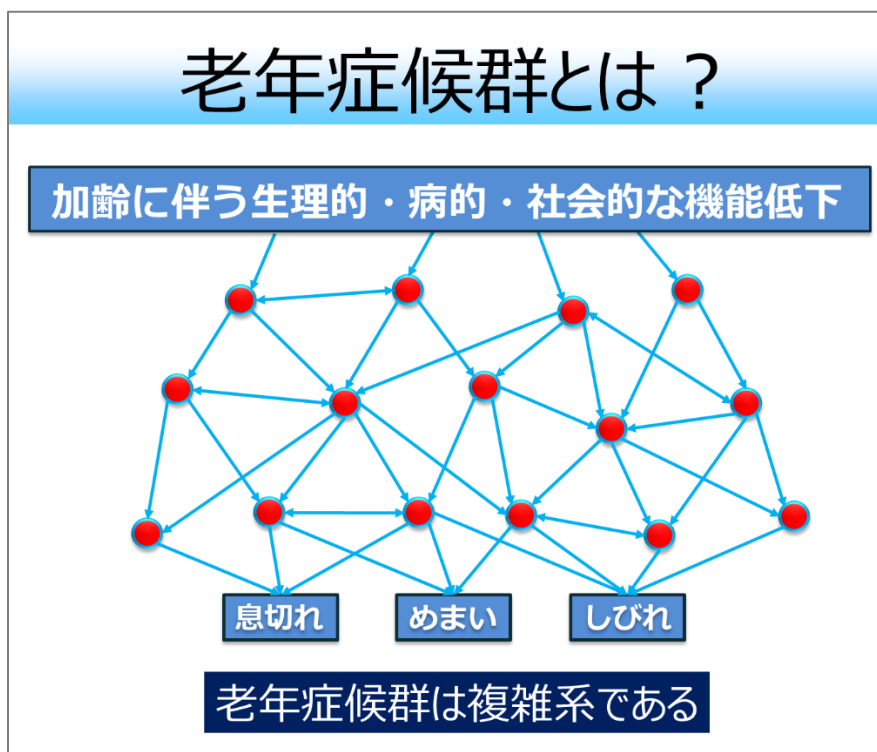 老年症候群とは？
加齢に伴う生理的・病的・社会的な機能低下
息切れ
めまい
しびれ
老年症候群は複雑系である